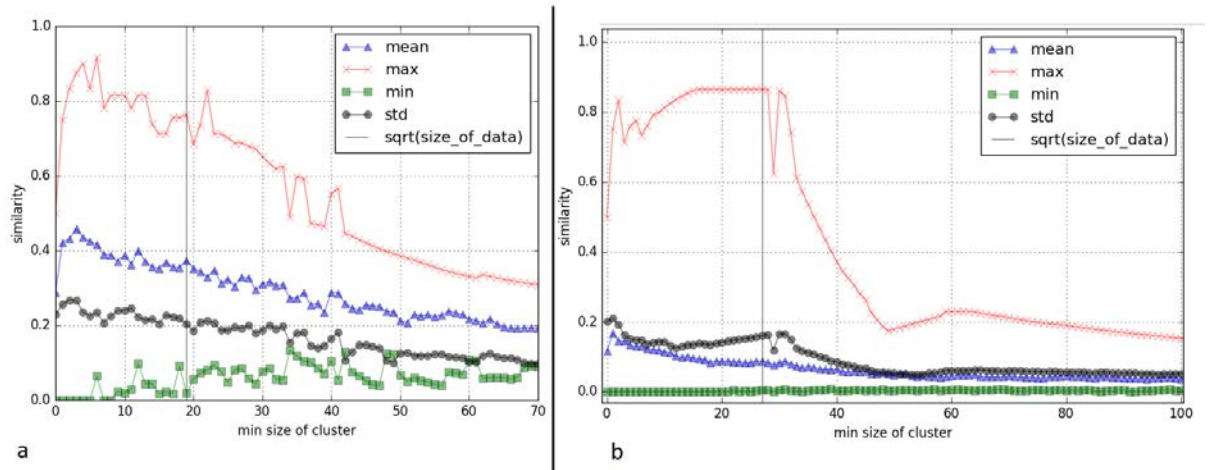 1.0
0.8
0.6
0.4
0.2
0.0
similarity
0 10 20 30 40 50 60 70
min size of cluster
mean
max
min
std
sqrt(size_of_data)
a
1.0
0.8
0.6
0.4
0.2
0.0
similarity
0 20 40 60 80 100
min size of cluster
mean
max
min
std
sqrt(size_of_data)
b